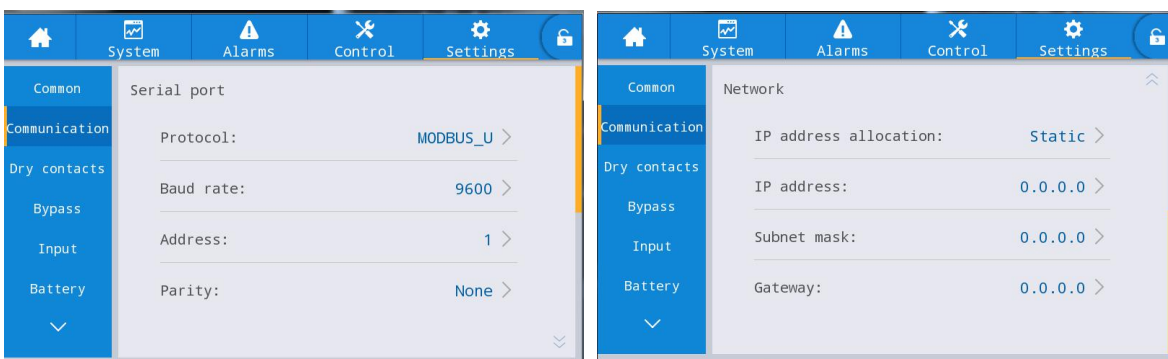 System Alarms Control Settings
Common
Communication
Dry contacts
Bypass
Input
Battery
Serial port
Protocol: MODBUS_U
Baud rate: 9600
Address: 1
Parity: None
System Alarms Control Settings
Common
Communication
Dry contacts
Bypass
Input
Battery
Network
IP address allocation: Static
IP address: 0.0.0.0
Subnet mask: 0.0.0.0
Gateway: 0.0.0.0